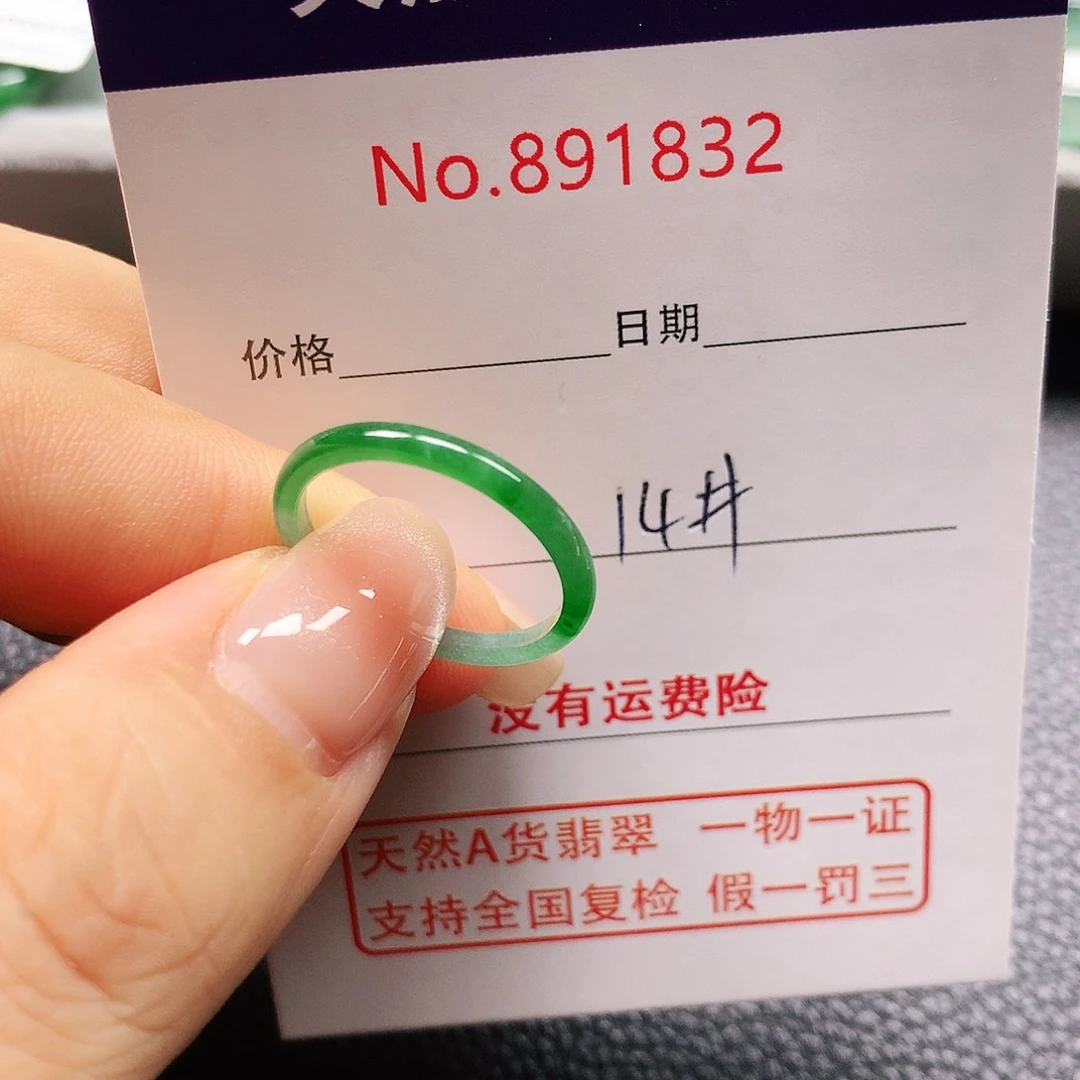 No.891832
价格 日期
14#
没有运费险
天然A货翡翠 一物一证
支持全国复检 假一罚三